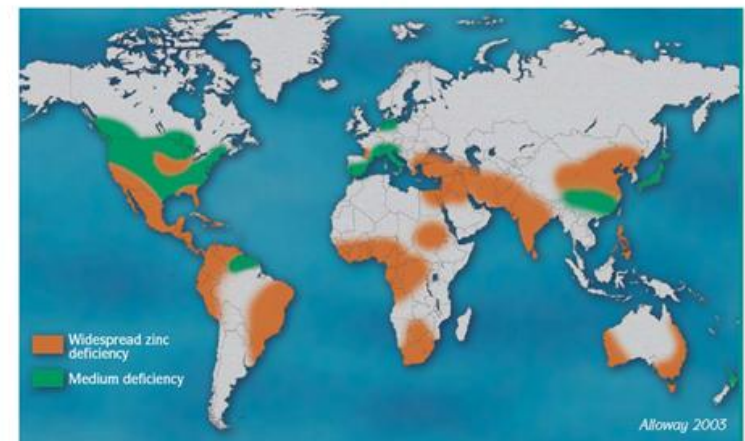 Widespread zinc
deficiency
Medium deficiency
Alloway 2003